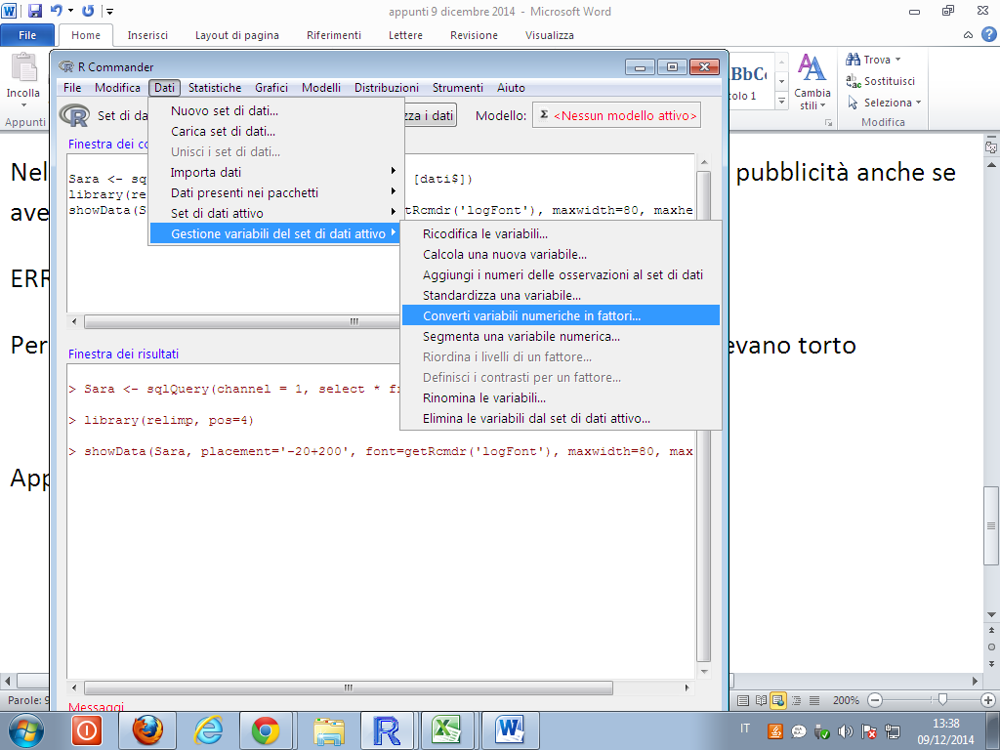 appunti 9 dicembre 2014 - Microsoft Word
File Home Inserisci Layout di pagina Riferimenti Lettere Revisione Visualizza
Incolla
Appunti
BbCc
olo 1
Cambia
stili
Trova
Sostituisci
Seleziona
Modifica
R Commander
File Modifica Dati Statistiche Grafici Modelli Distribuzioni Strumenti Aiuto
Set di da
zza i dati
Modello:
Σ <Nessun modello attivo>
Nuovo set di dati...
Carica set di dati...
Unisci i set di dati...
Importa dati
Dati presenti nei pacchetti
Set di dati attivo
Gestione variabili del set di dati attivo
Ricodifica le variabili...
Calcola una nuova variabile...
Aggiungi i numeri delle osservazioni al set di dati
Standardizza una variabile...
Converti variabili numeriche in fattori...
Segmenta una variabile numerica...
Riordina i livelli di un fattore...
Definisci i contrasti per un fattore...
Rinomina le variabili...
Elimina le variabili dal set di dati attivo...
Finestra dei co
Sara <- sq [dati$])
library(re
showData(S tRcmdr('logFont'), maxwidth=80, maxhe
Finestra dei risultati
> Sara <- sqlQuery(channel = 1, select * f
> library(relimp, pos=4)
> showData(Sara, placement='-20+200', font=getRcmdr('logFont'), maxwidth=80, max
Messaggi
Nel pubblicità anche se
ave
ERR
Per evano torto
App
Parole: 9
200%
IT
13:38
09/12/2014